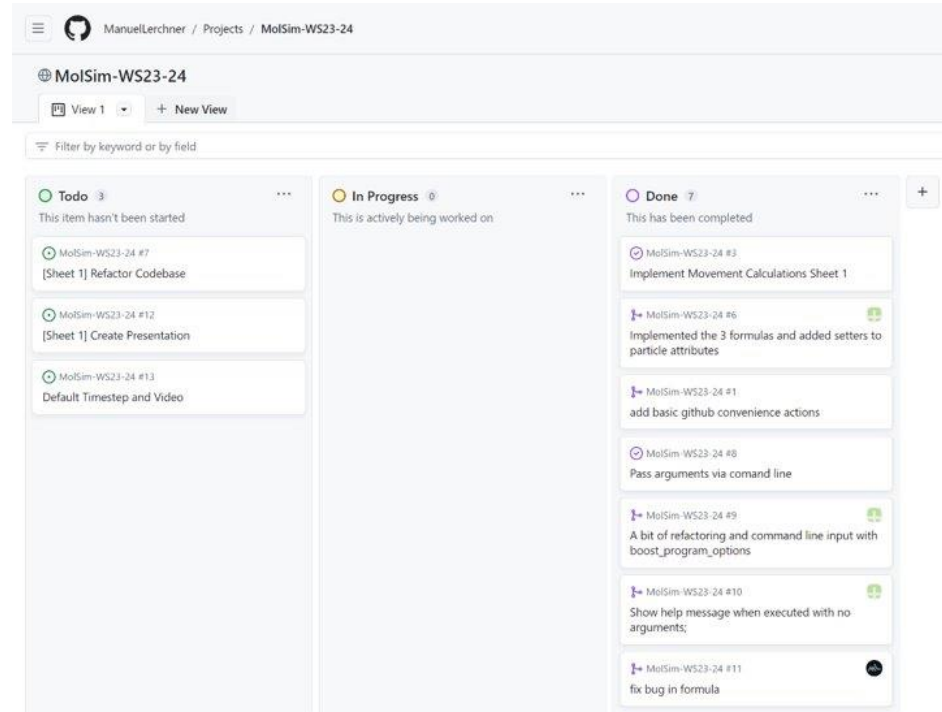 ManuelLerchner / Projects / MolSim-WS23-24
MolSim-WS23-24
View 1
+ New View
Filter by keyword or by field
Todo 3
This item hasn't been started
MolSim-WS23-24 #7
[Sheet 1] Refactor Codebase
MolSim-WS23-24 #12
[Sheet 1] Create Presentation
MolSim-WS23-24 #13
Default Timestep and Video
In Progress 0
This is actively being worked on
Done 7
This has been completed
MolSim-WS23-24 #3
Implement Movement Calculations Sheet 1
MolSim-WS23-24 #6
Implemented the 3 formulas and added setters to
particle attributes
MolSim-WS23-24 #1
add basic github convenience actions
MolSim-WS23-24 #8
Pass arguments via comand line
MolSim-WS23-24 #9
A bit of refactoring and command line input with
boost_program_options
MolSim-WS23-24 #10
Show help message when executed with no
arguments;
MolSim-WS23-24 #11
fix bug in formula